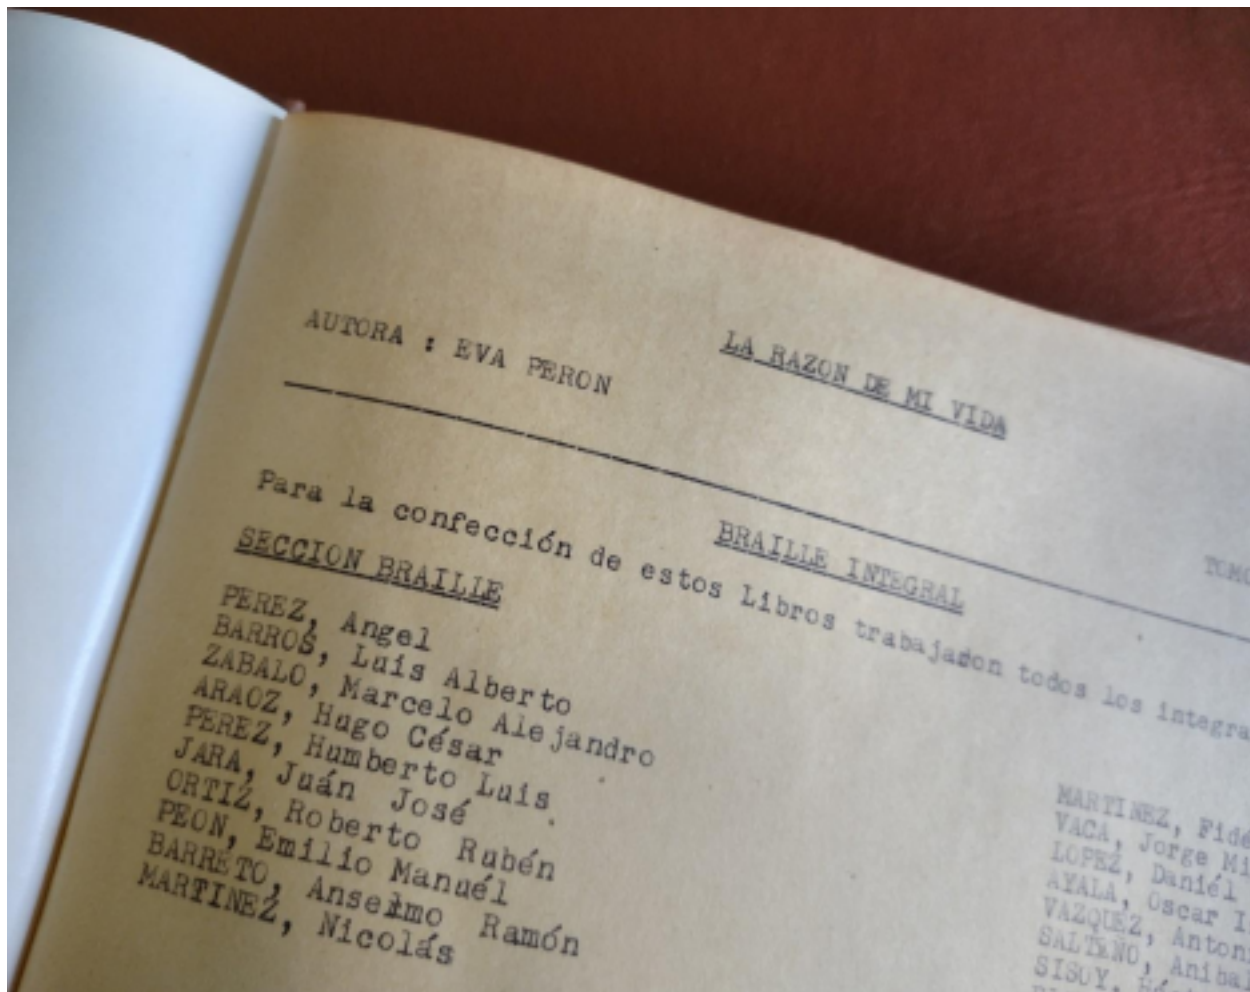 LA RAZON DE MI VIDA
AUTORA : EVA PERON
BRAILLE INTEGRAL
Para la confección de estos Libros trabajaron todos los
SECCION BRAILLE
PEREZ, Angel
BARROS, Luis Alberto
ZABALO, Marcelo Alejandro
ARAOZ, Hugo César
PEREZ, Humberto Luis
JARA, Juán José
ORTIZ, Roberto Rubén
PEON, Emilio Manuél
BARRETO, Anselmo Ramón
MARTINEZ, Nicolás
MARTINEZ,
VACA, Jorge
LOPEZ, Daniél
AYALA, Oscar
VAZQUEZ,
SALTEÑO,
SISOY,